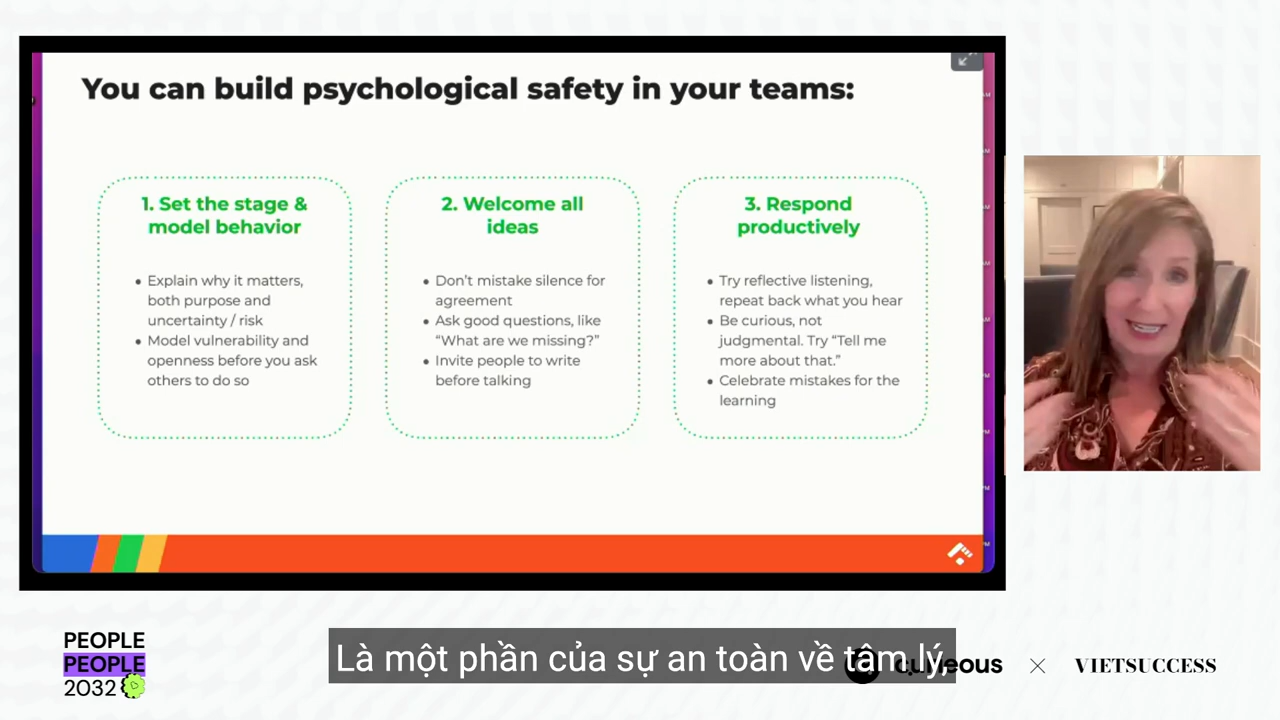 You can build psychological safety in your teams:
1. Set the stage &
model behavior
Explain why it matters,
both purpose and
uncertainty / risk
Model vulnerability and
openness before you ask
others to do so
2. Welcome all
ideas
Don't mistake silence for
agreement
Ask good questions, like
“What are we missing?”
Invite people to write
before talking
3. Respond
productively
Try reflective listening,
repeat back what you hear
Be curious, not
judgmental. Try “Tell me
more about that.”
Celebrate mistakes for the
learning
PEOPLE
PEOPLE
2032
Là một phần của sự an toàn về tâm lý,
VIETSUCCESS